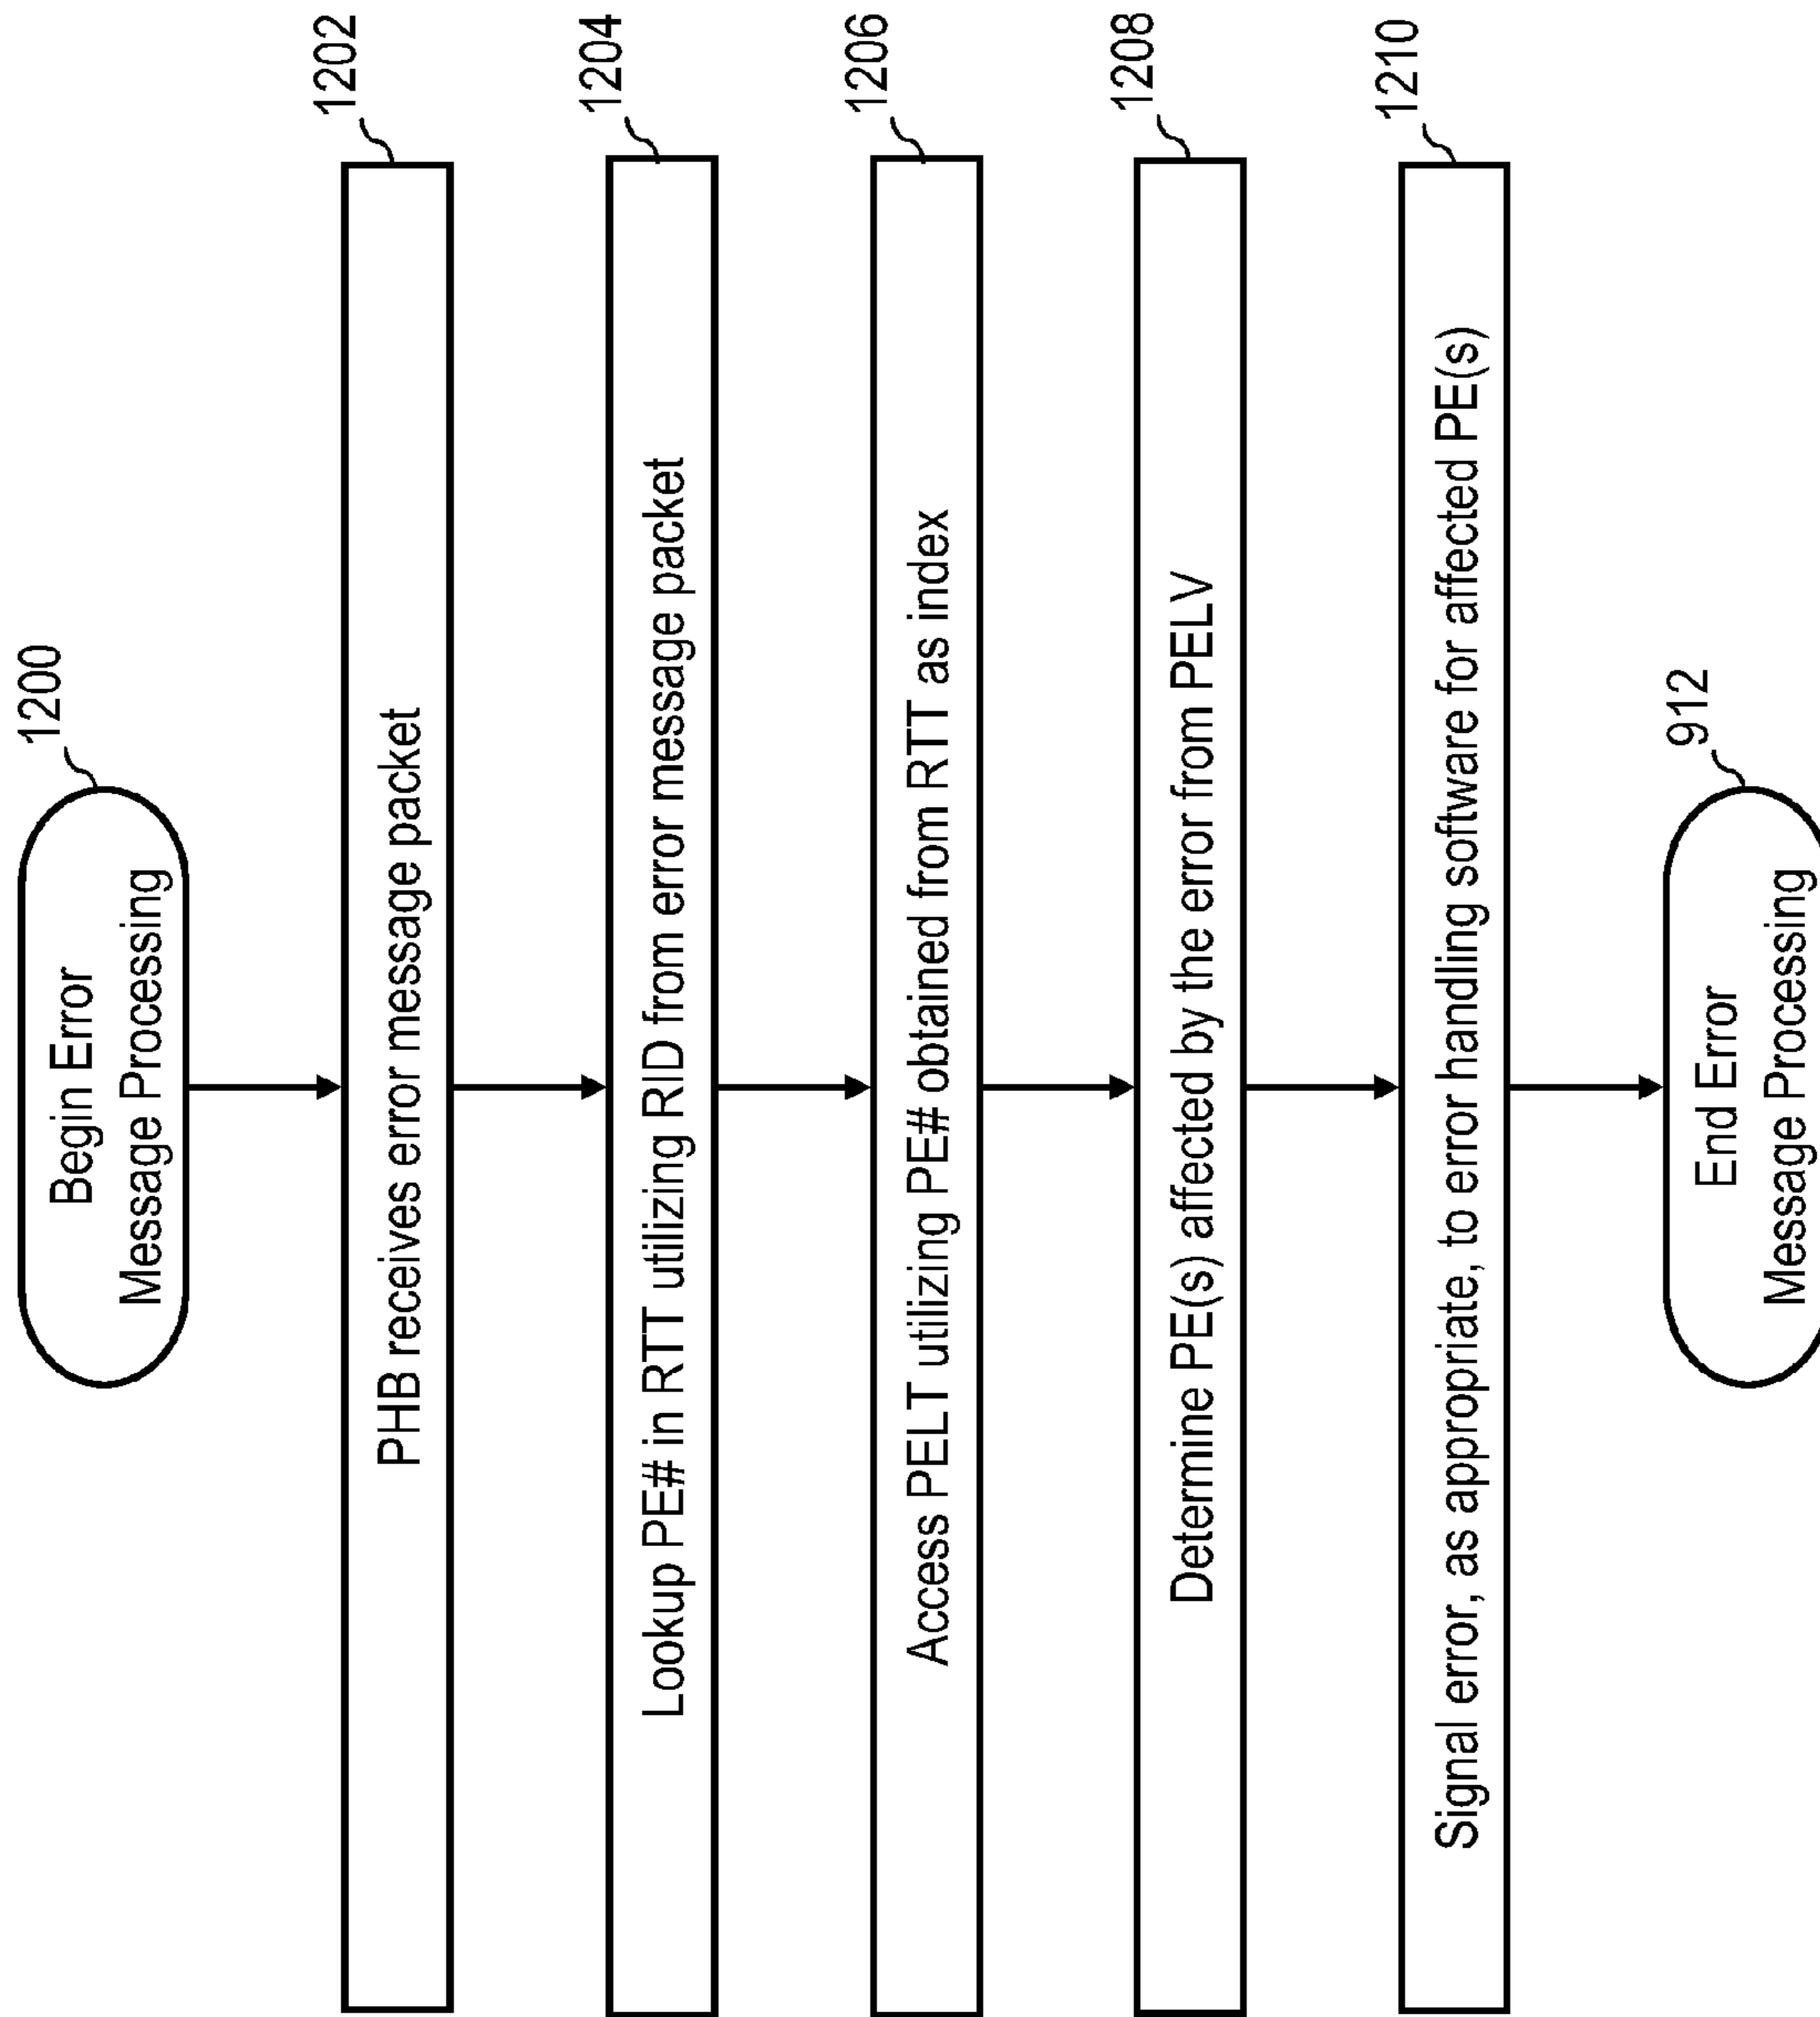 1200
Begin Error
Message Processing
1202
PHB receives error message packet
1204
Lookup PE# in RTT utilizing RID from error message packet
1206
Access PELT utilizing PE# obtained from RTT as index
1208
Determine PE(s) affected by the error from PELV
1210
Signal error, as appropriate, to error handling software for affected PE(s)
912
End Error
Message Processing